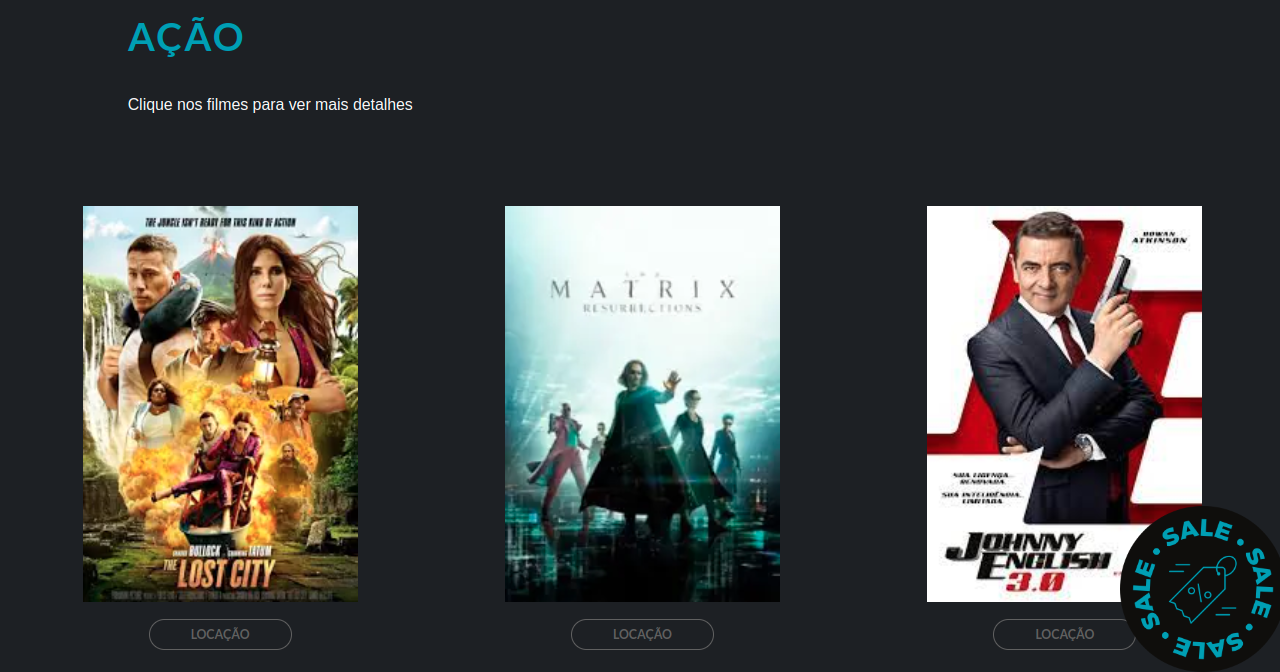 AÇÃO
Clique nos filmes para ver mais detalhes
THE JUNGLE ISN'T READY FOR THIS KIND OF ACTION
BULLOCK TATUM
THE LOST CITY
THE
MATRIX
RESURRECTIONS
ROWAN
ATKINSON
SUA LICENÇA...
RENOVADA.
SUA INTELIGÊNCIA...
LIMITADA.
JOHNNY
ENGLISH
3.0
SALE • SALE • SALE • SALE •
LOCAÇÃO
LOCAÇÃO
LOCAÇÃO